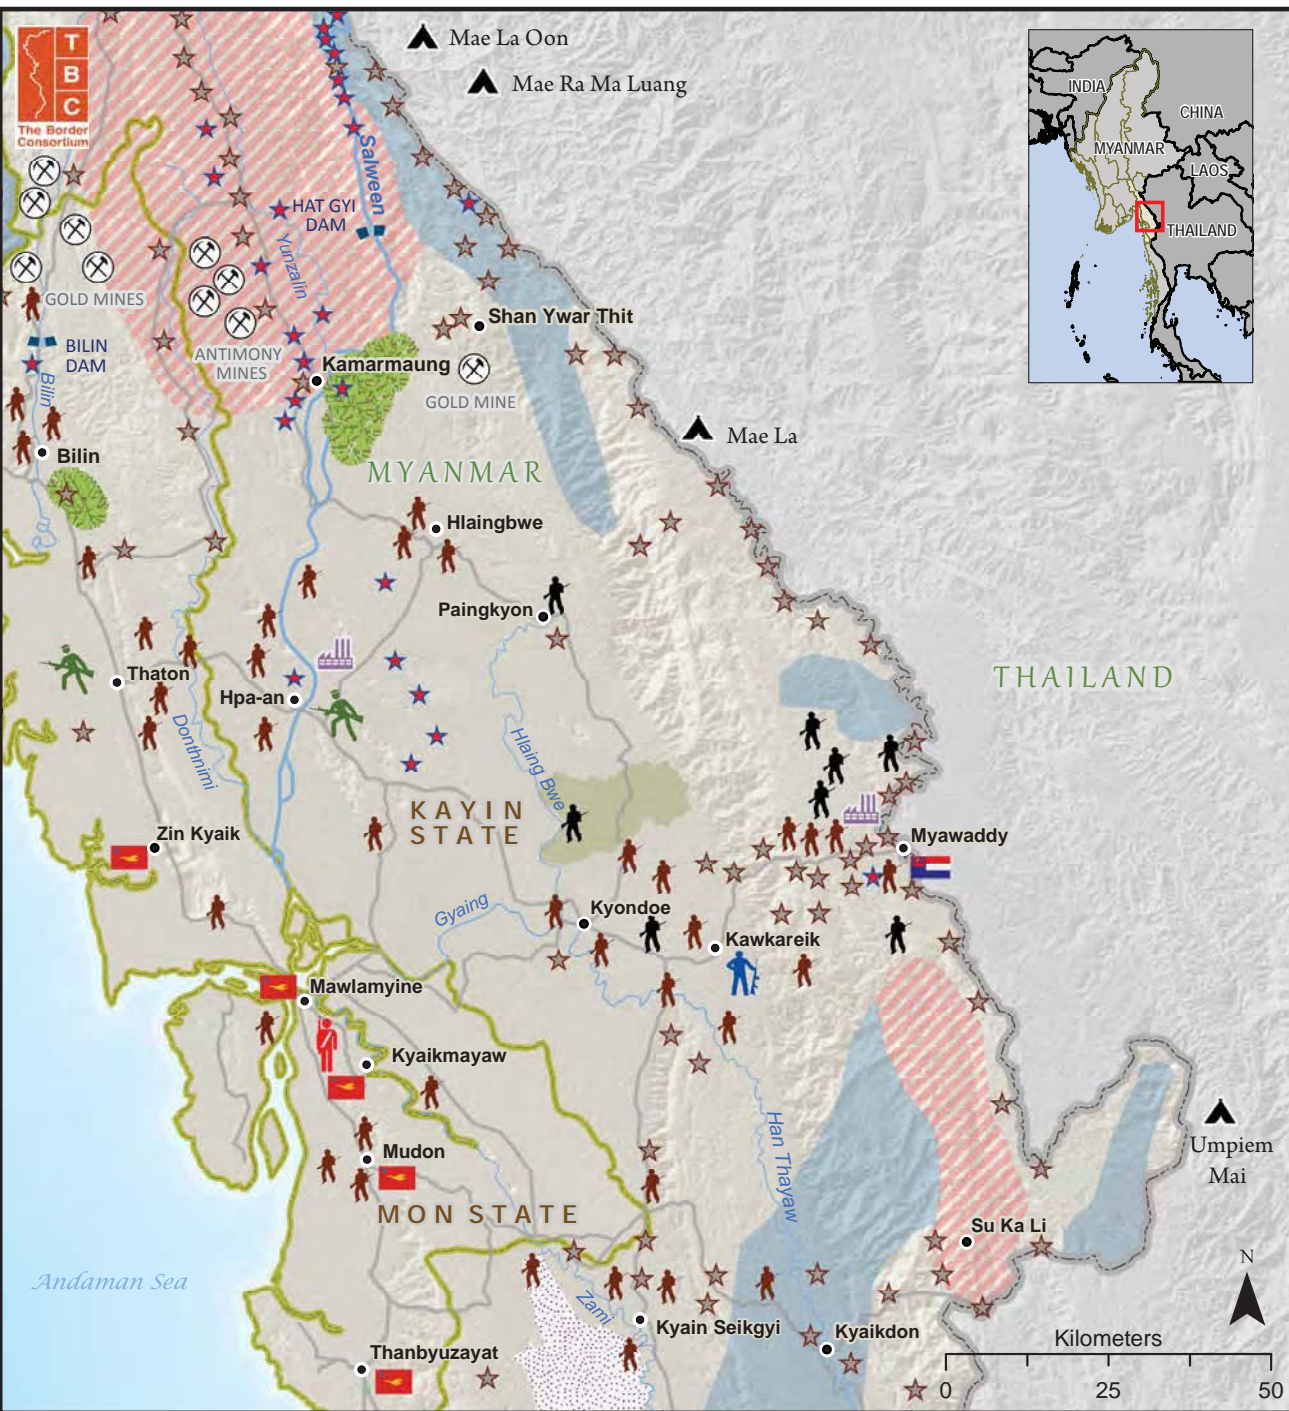 T
B
C
The Border
Consortium
Mae La Oon
Mae Ra Ma Luang
INDIA
CHINA
MYANMAR
LAOS
THAILAND
Salween
HAT GYI
DAM
Yunzalin
GOLD MINES
BILIN
DAM
ANTIMONY
MINES
Shan Ywar Thit
Kamarmaung
GOLD MINE
Bilin
Bilin
Mae La
MYANMAR
Hlaingbwe
Paingkyon
Thaton
Hpa-an
THAILAND
Donthnimi
Hlaing Bwe
KAYIN
STATE
Zin Kyaik
Myawaddy
Gyaing
Kyondoe
Kawkareik
Mawlamyine
Kyaikmayaw
Han Thayaw
Umpiem
Mai
Mudon
MON STATE
Su Ka Li
Andaman Sea
Zami
Kyain Seikgyi
Kyaikdon
Thanbyuzayat
N
Kilometers
0 25 50